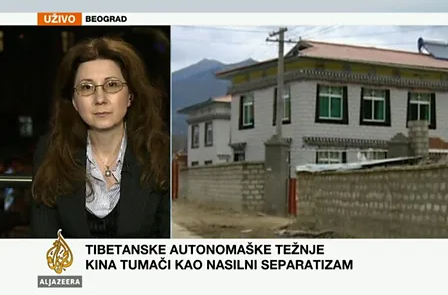 UŽIVO BEOGRAD
TIBETANSKE AUTONOMAŠKE TEŽNJE
KINA TUMAČI KAO NASILNI SEPARATIZAM
ALJAZEERA